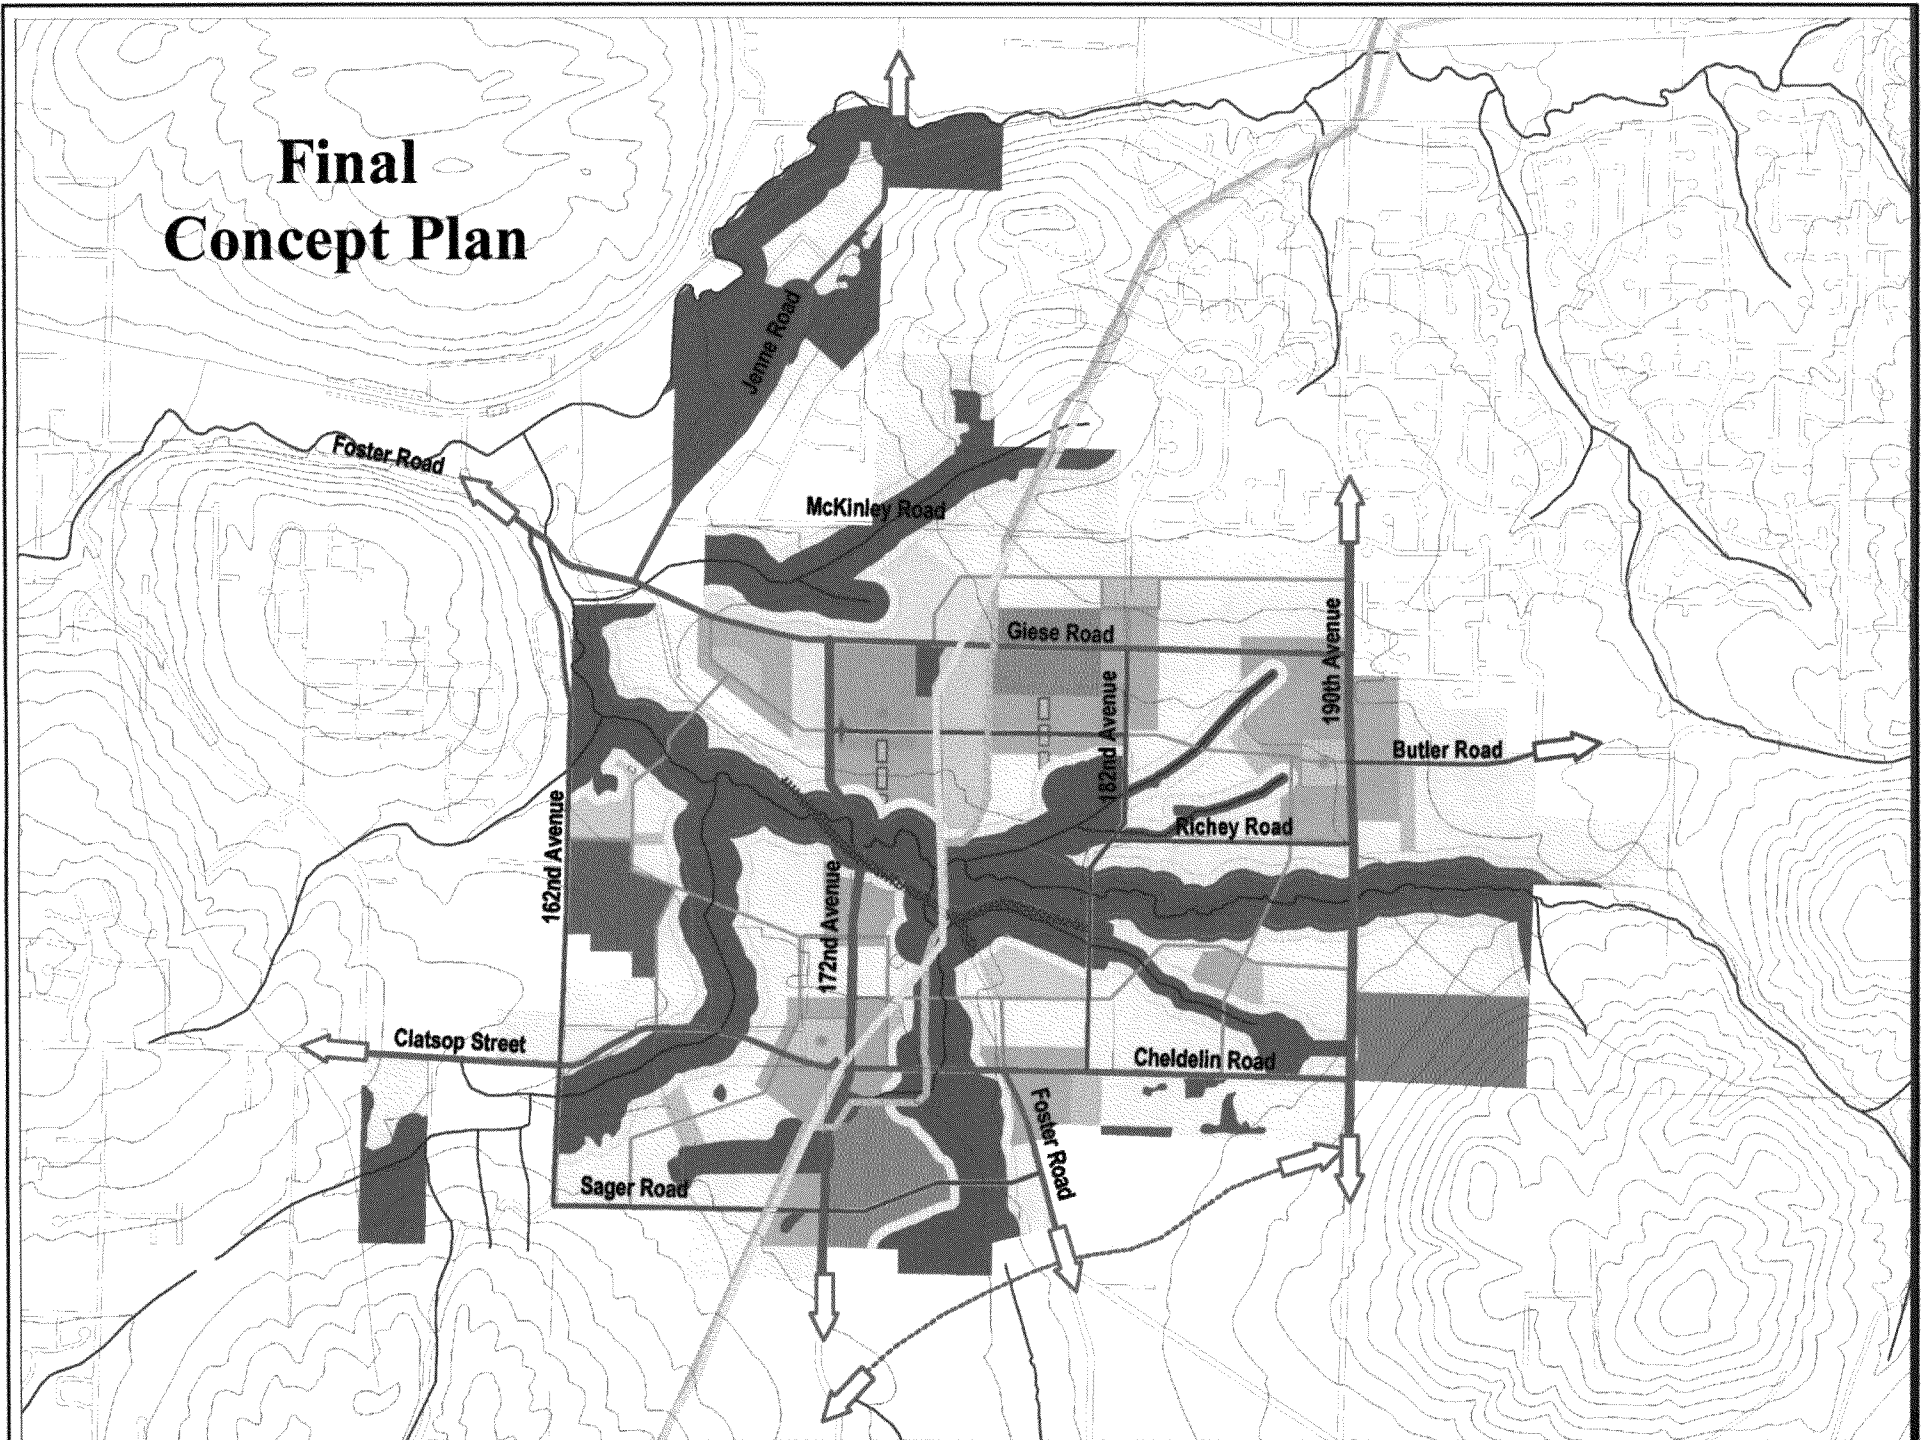 Final
Concept Plan
Jenne Road
Foster Road
McKinley Road
Giese Road
190th Avenue
182nd Avenue
Butler Road
Richey Road
162nd Avenue
172nd Avenue
Clatsop Street
Cheldelin Road
Foster Road
Sager Road